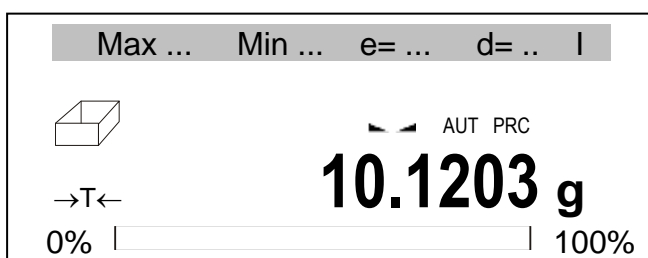 Max ... Min ... e= ... d= .. I
AUT PRC
10.1203 g
→T←
0% 100%